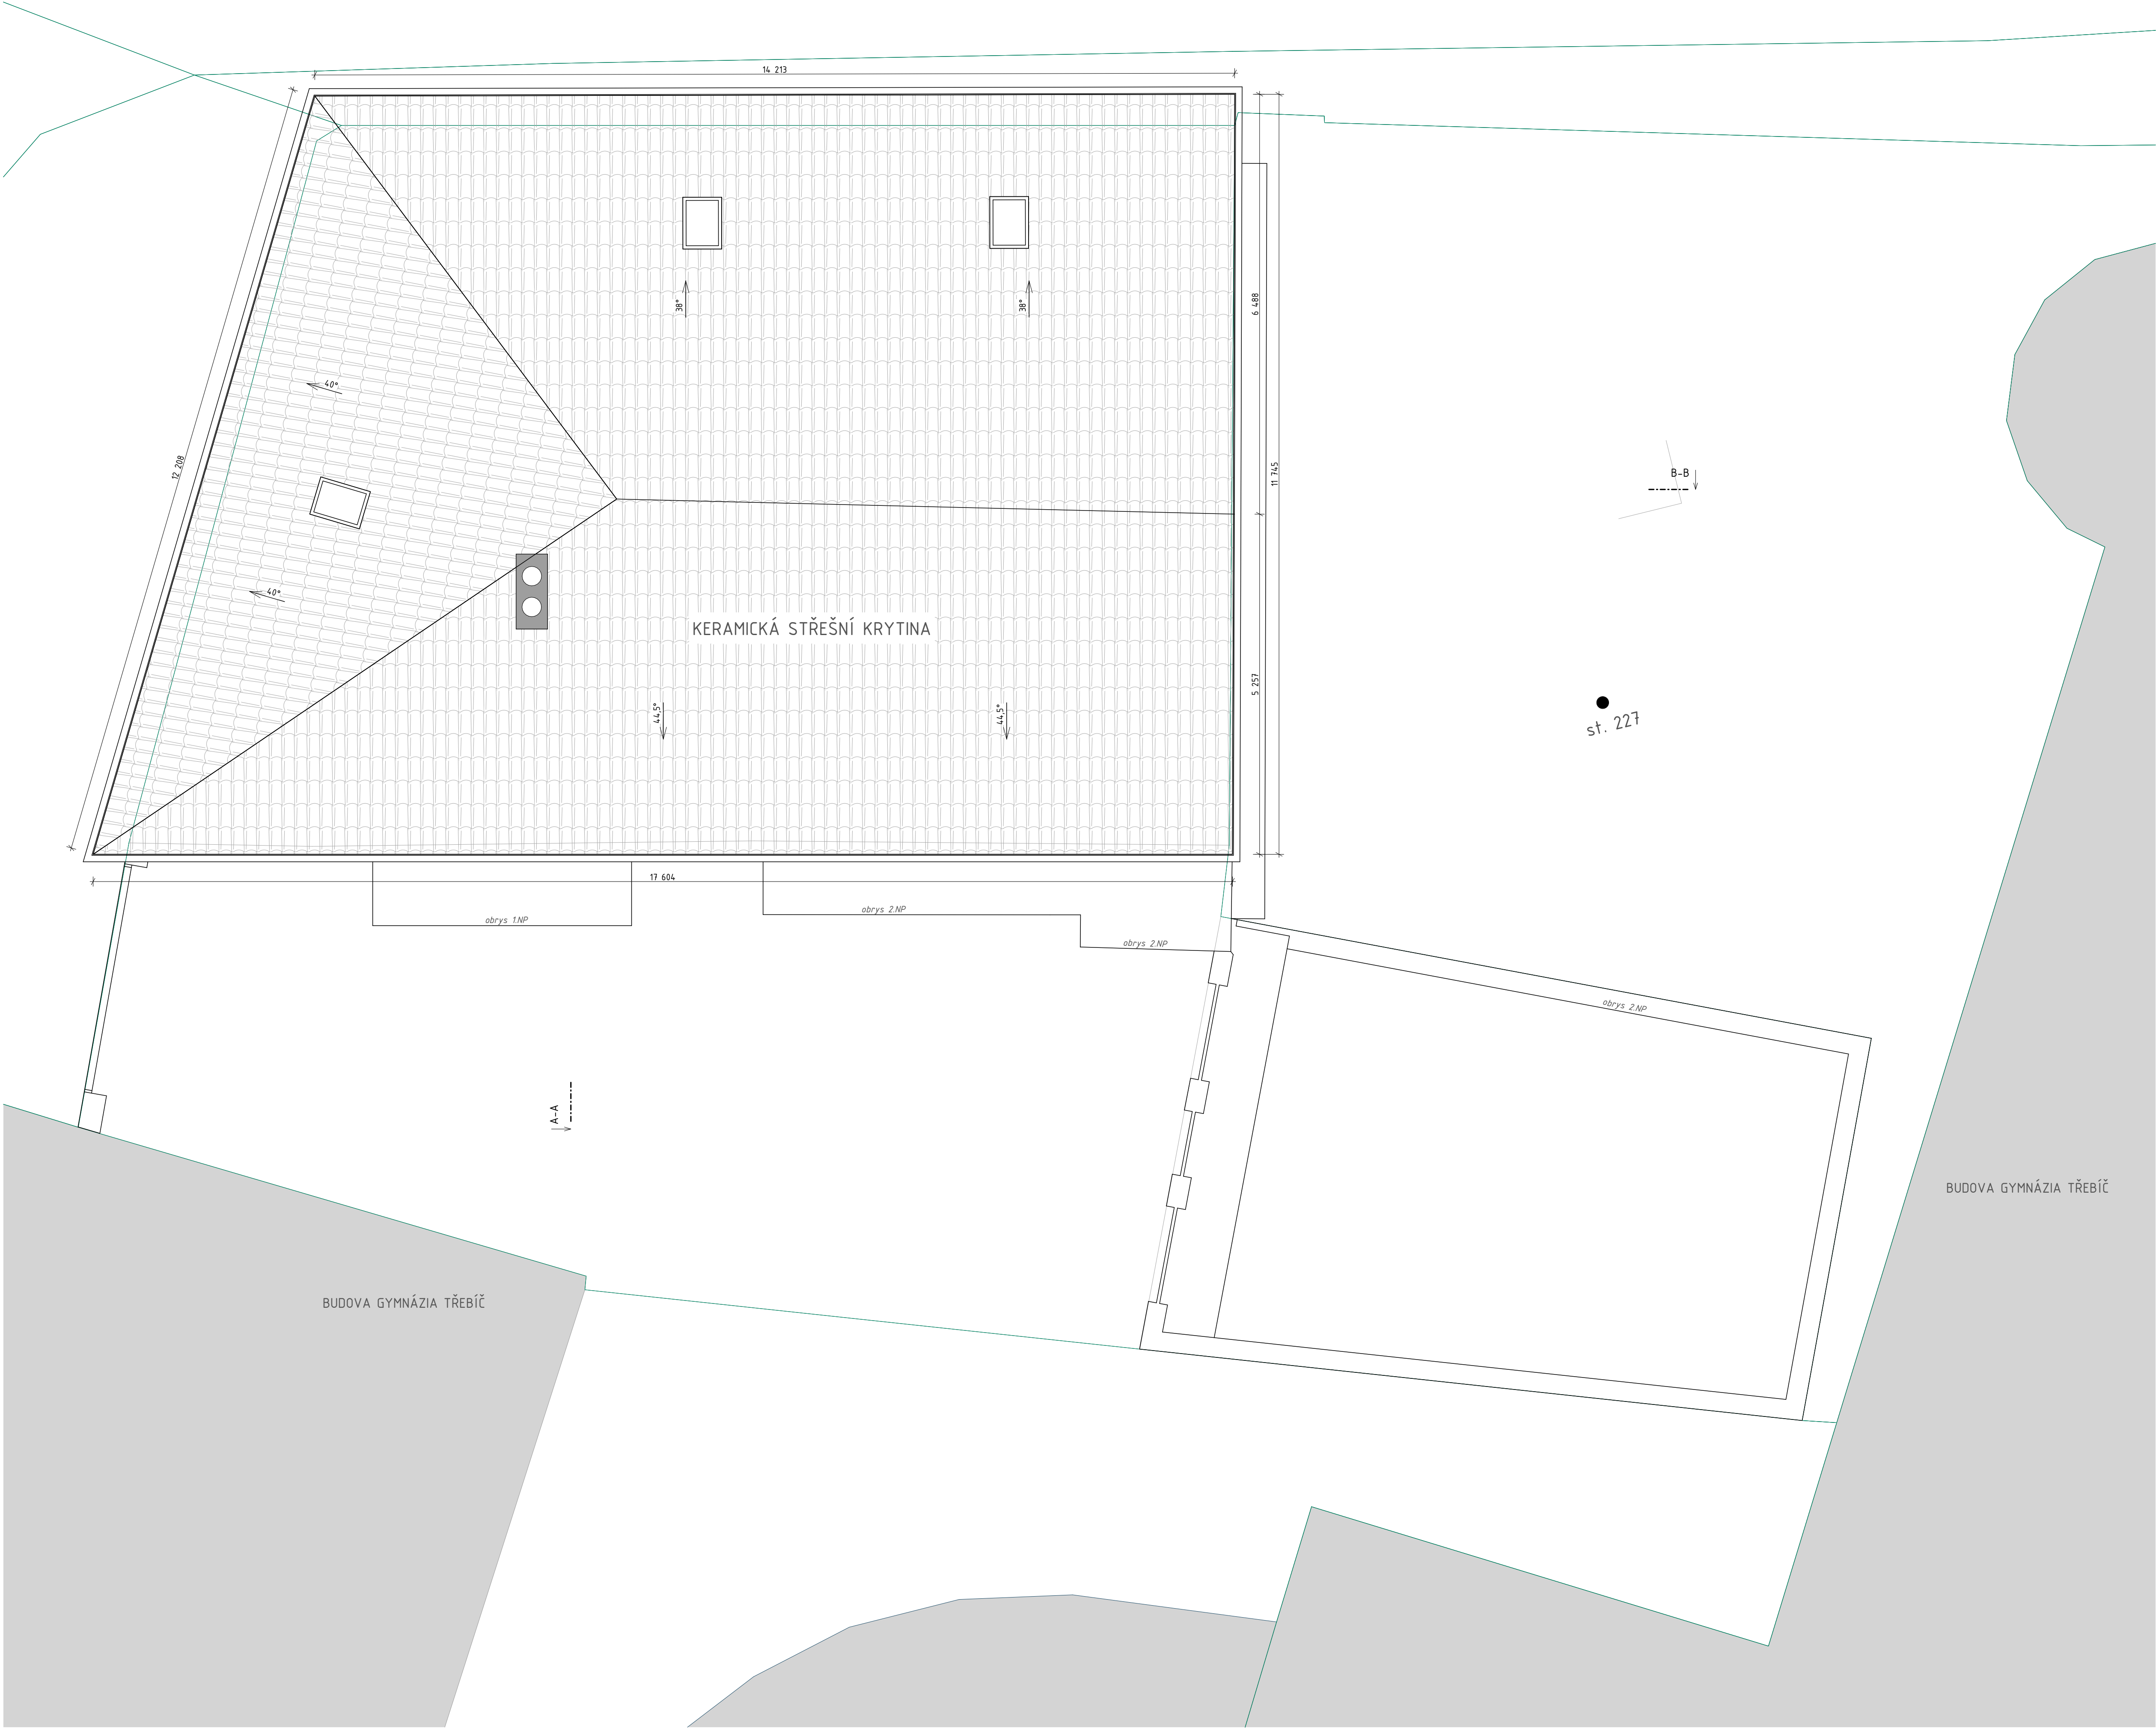 14 213
38°
38°
6 488
40°
12 208
11 745
B-B
40°
KERAMICKÁ STŘEŠNÍ KRYTINA
5 257
44,5°
44,5°
st. 227
17 604
obrys 1.NP
obrys 2.NP
obrys 2.NP
obrys 2.NP
A-A
BUDOVA GYMNÁZIA TŘEBÍČ
BUDOVA GYMNÁZIA TŘEBÍČ